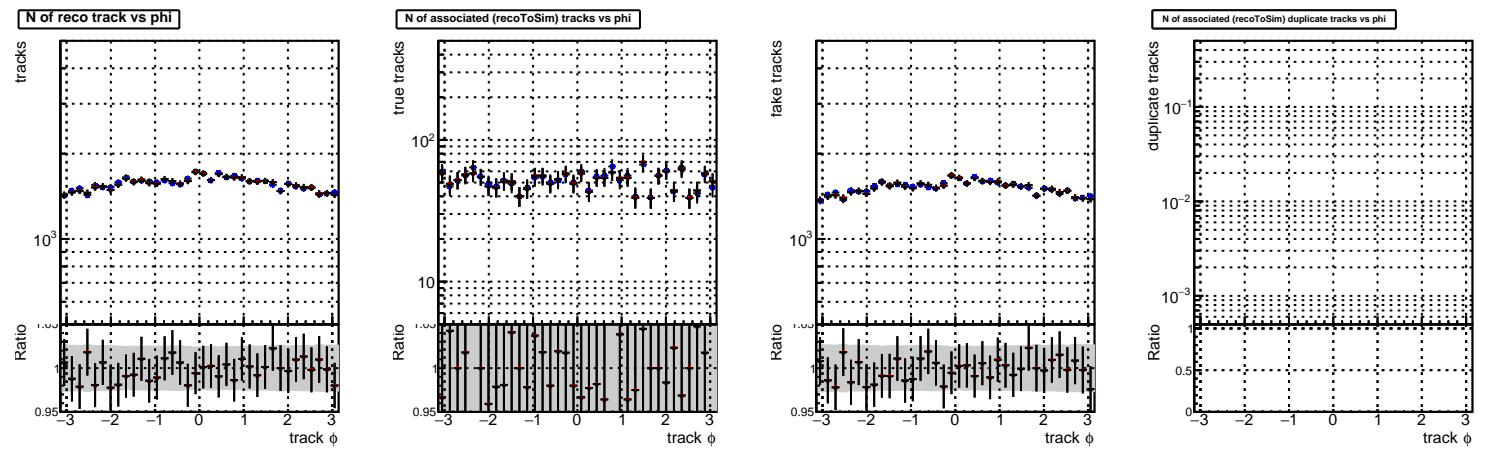 N of reco track vs phi
tracks
10³
Ratio
1.05
1
0.95
−3 −2 −1 0 1 2 3
track ϕ
N of associated (recoToSim) tracks vs phi
true tracks
10²
10
Ratio
1.05
1
0.95
−3 −2 −1 0 1 2 3
track ϕ
fake tracks
10³
Ratio
1.05
1
0.95
−3 −2 −1 0 1 2 3
track ϕ
N of associated (recoToSim) duplicate tracks vs phi
duplicate tracks
10⁻¹
10⁻²
10⁻³
Ratio
1
0.5
0
−3 −2 −1 0 1 2 3
track ϕ